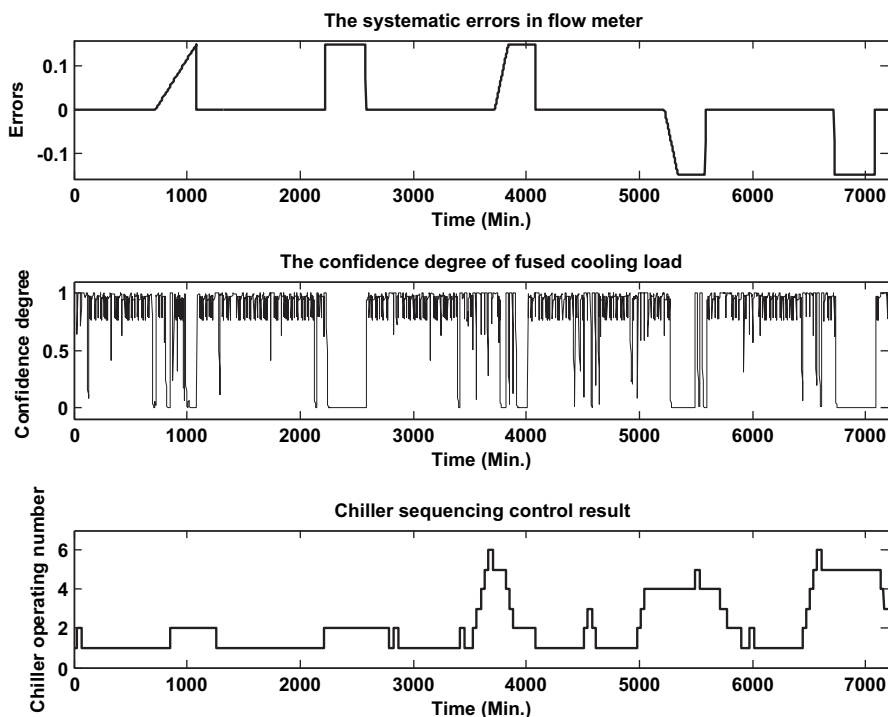 The systematic errors in flow meter
Errors
0.1
0
-0.1
0 1000 2000 3000 4000 5000 6000 7000
Time (Min.)
The confidence degree of fused cooling load
Confidence degree
1
0.5
0
0 1000 2000 3000 4000 5000 6000 7000
Time (Min.)
Chiller sequencing control result
Chiller operating number
6
4
2
0
0 1000 2000 3000 4000 5000 6000 7000
Time (Min.)